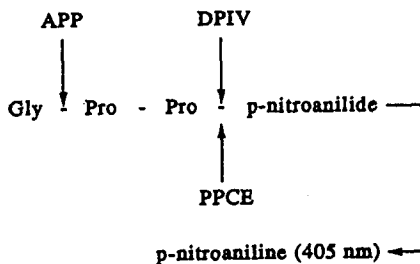 APP DPIV
Gly - Pro - Pro - p-nitroanilide
PPCE
p-nitroaniline (405 nm)